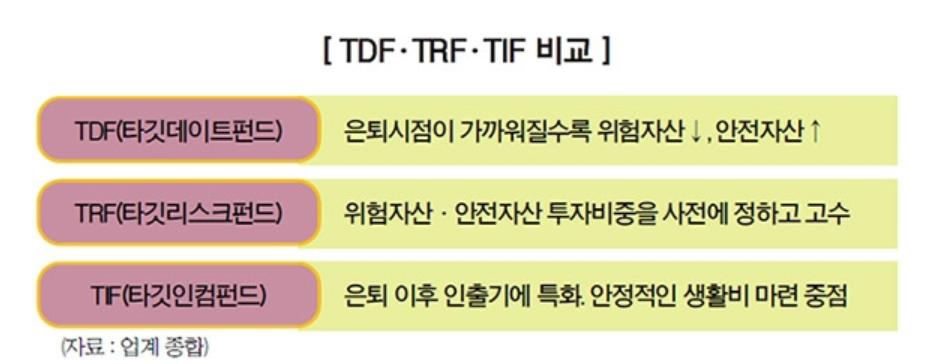 [ TDF·TRF·TIF 비교 ]
TDF(타깃데이트펀드) 은퇴시점이 가까워질수록 위험자산↓, 안전자산↑
TRF(타깃리스크펀드) 위험자산 · 안전자산 투자비중을 사전에 정하고 고수
TIF(타깃인컴펀드) 은퇴 이후 인출기에 특화. 안정적인 생활비 마련 중점
(자료 : 업계 종합)